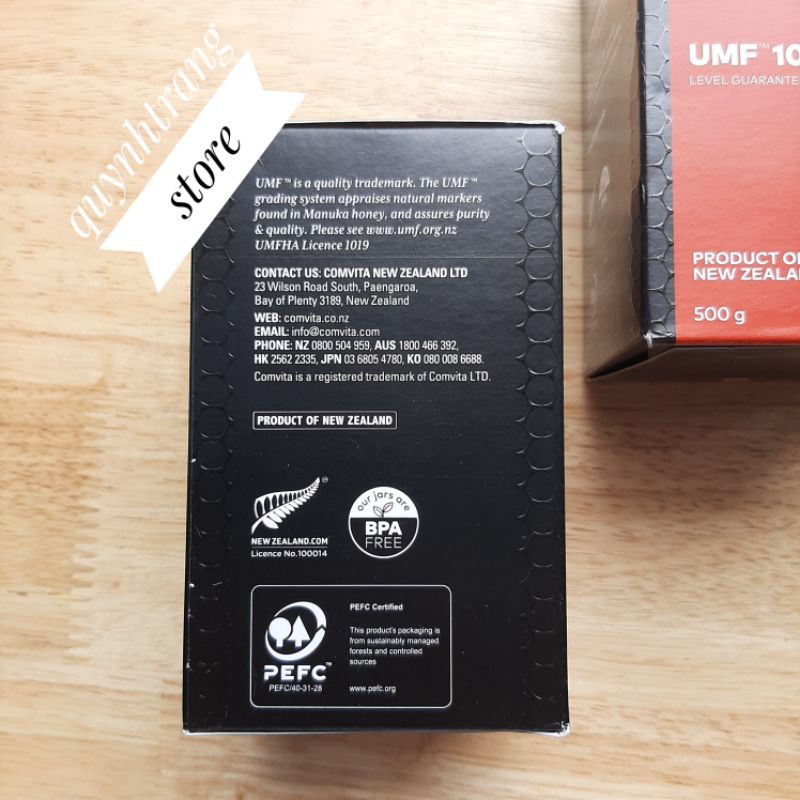 quynhtrang
store
UMF™ is a quality trademark. The UMF™
grading system appraises natural markers
found in Manuka honey, and assures purity
& quality. Please see www.umf.org.nz
UMFHA Licence 1019
CONTACT US: COMVITA NEW ZEALAND LTD
23 Wilson Road South, Paengaroa,
Bay of Plenty 3189, New Zealand
WEB: comvita.co.nz
EMAIL: info@comvita.com
PHONE: NZ 0800 504 959, AUS 1800 466 392,
HK 2562 2335, JPN 03 6805 4780, KO 080 008 6688.
Comvita is a registered trademark of Comvita LTD.
PRODUCT OF NEW ZEALAND
NEW ZEALAND.COM
Licence No.100014
our jars are
BPA
FREE
PEFC™
PEFC/40-31-28
PEFC Certified
This product's packaging is
from sustainably managed
forests and controlled
sources
www.pefc.org
UMF™ 10
LEVEL GUARANTE
PRODUCT O
NEW ZEALA
500 g